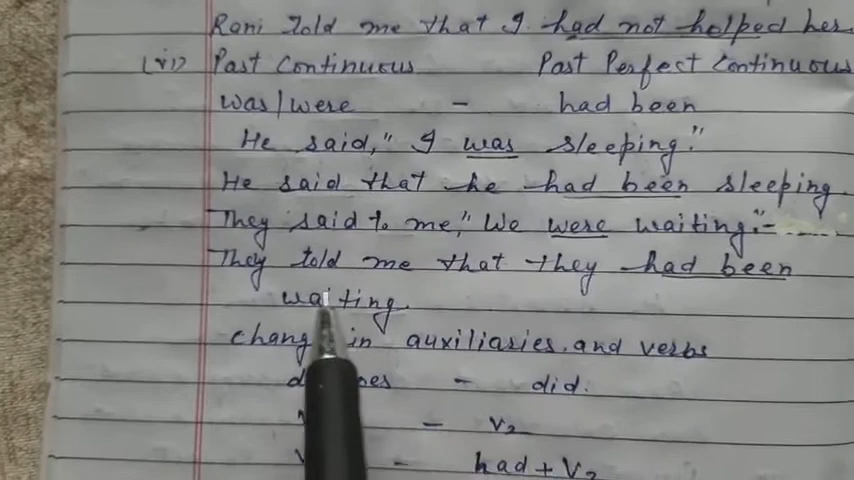 Rani told me that I had not helped her.
(vi) Past Continuous Past Perfect Continuous
was/were - had been
He said," I was sleeping."
He said that he had been sleeping.
They said to me," We were waiting."
They told me that they had been
waiting.
change in auxiliaries and verbs
- did.
- V2
- had + V3